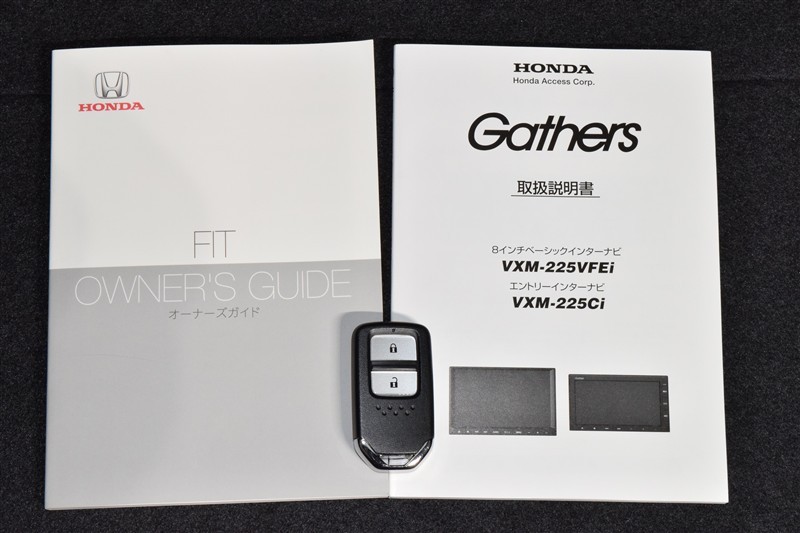 HONDA
FIT
OWNER'S GUIDE
オーナーズガイド
HONDA
Honda Access Corp.
Gathers
取扱説明書
8インチベーシックインターナビ
VXM-225VFEi
エントリーインターナビ
VXM-225Ci